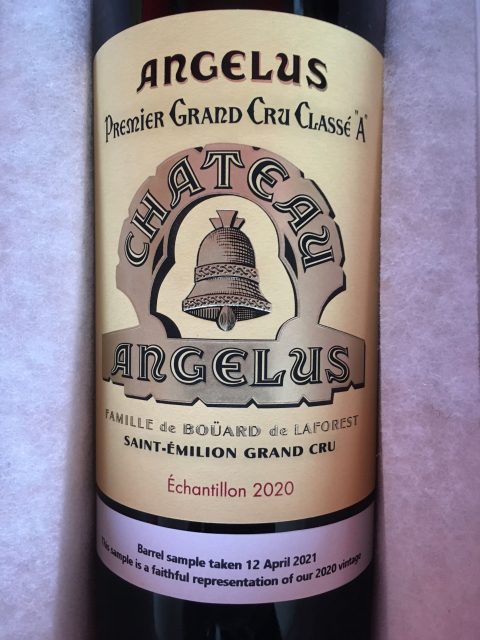 ANGELUS
PREMIER GRAND CRU CLASSÉ "A"
CHATEAU
ANGELUS
FAMILLE de BOÜARD de LAFOREST
SAINT-ÉMILION GRAND CRU
Échantillon 2020
Barrel sample taken 12 April 2021
This sample is a faithful representation of our 2020 vintage